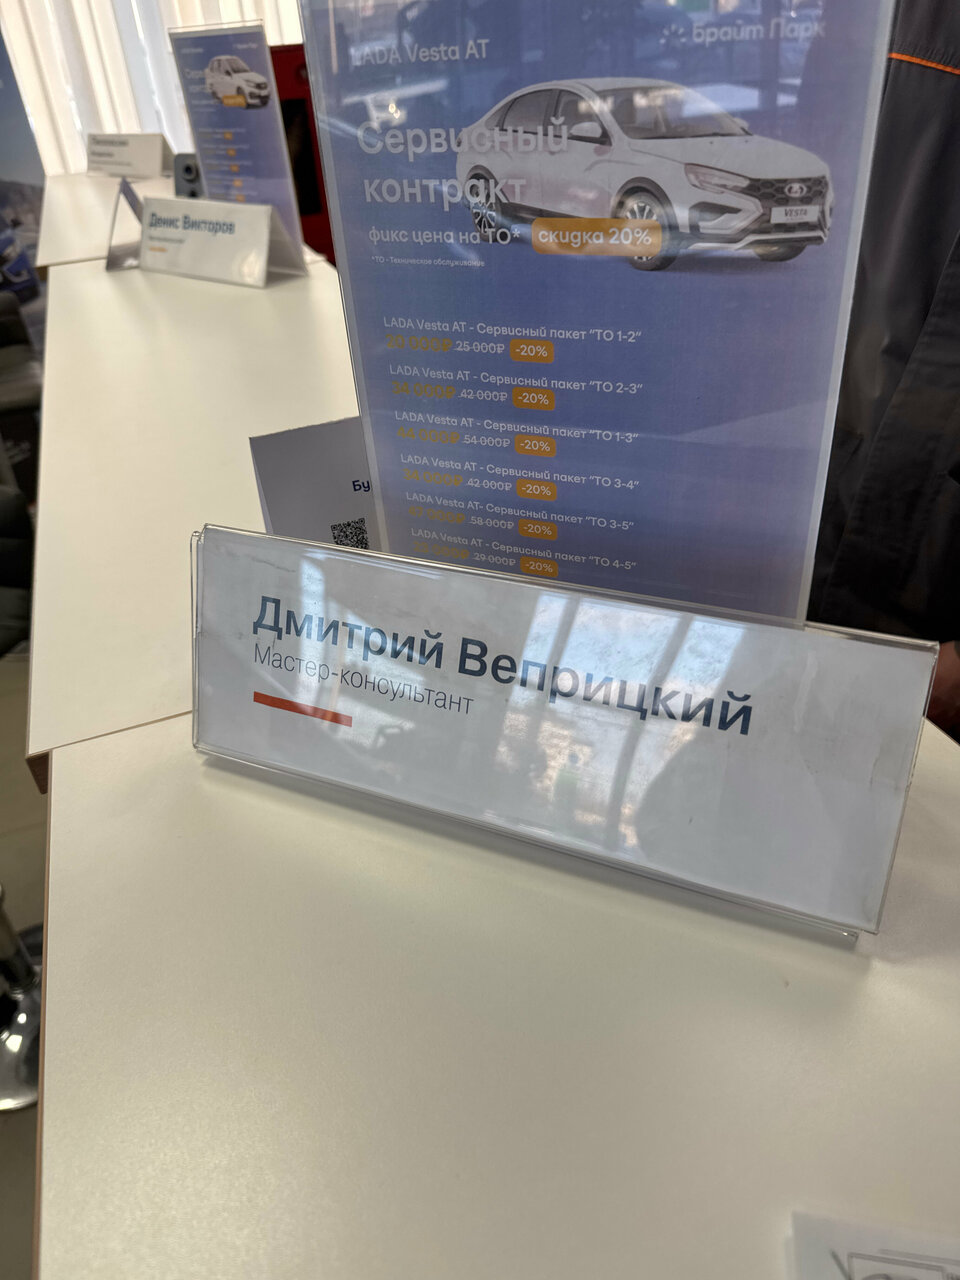 LADA Vesta AT
брайт Парк
Сервисный
контракт
фикс цена на ТО* скидка 20%
*ТО - Техническое обслуживание
VESTA
LADA Vesta AT - Сервисный пакет "ТО 1-2"
20 000₽ 25 000₽ -20%
LADA Vesta AT - Сервисный пакет "ТО 2-3"
42 000₽ -20%
LADA Vesta AT - Сервисный пакет "ТО 1-3"
54 000₽ -20%
LADA Vesta AT - Сервисный пакет "ТО 3-4"
42 000₽ -20%
LADA Vesta AT- Сервисный пакет "ТО 3-5"
58 000₽ -20%
LADA Vesta AT - Сервисный пакет "ТО 4-5"
29 000₽ -20%
Денис Викторов
Бу
Дмитрий Веприцкий
Мастер-консультант